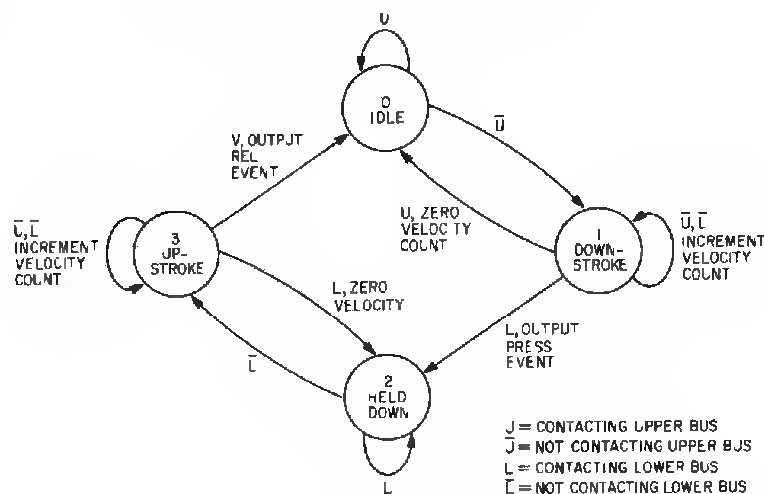 U
0
IDLE
U̅
V, OUTPUT
REL
EVENT
U, ZERO
VELOCITY
COUNT
U̅, L̅
INCREMENT
VELOCITY
COUNT
3
UP-
STROKE
1
DOWN-
STROKE
U̅, L̅
INCREMENT
VELOCITY
COUNT
L, ZERO
VELOCITY
L, OUTPUT
PRESS
EVENT
L̅
2
HELD
DOWN
L
U = CONTACTING UPPER BUS
U̅ = NOT CONTACTING UPPER BUS
L = CONTACTING LOWER BUS
L̅ = NOT CONTACTING LOWER BUS